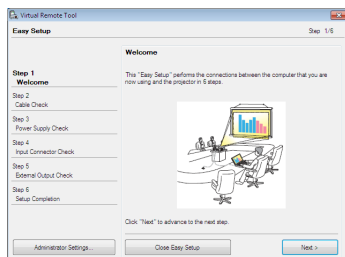 Virtual Remote Tool
Easy Setup
Step 1/6
Step 1
Welcome
Step 2
Cable Check
Step 3
Power Supply Check
Step 4
Input Connector Check
Step 5
External Output Check
Step 6
Setup Completion
Welcome
This "Easy Setup" performs the connections between the computer that you are
now using and the projector in 6 steps.
Click "Next" to advance to the next step.
Administrator Settings...
Close Easy Setup
Next >